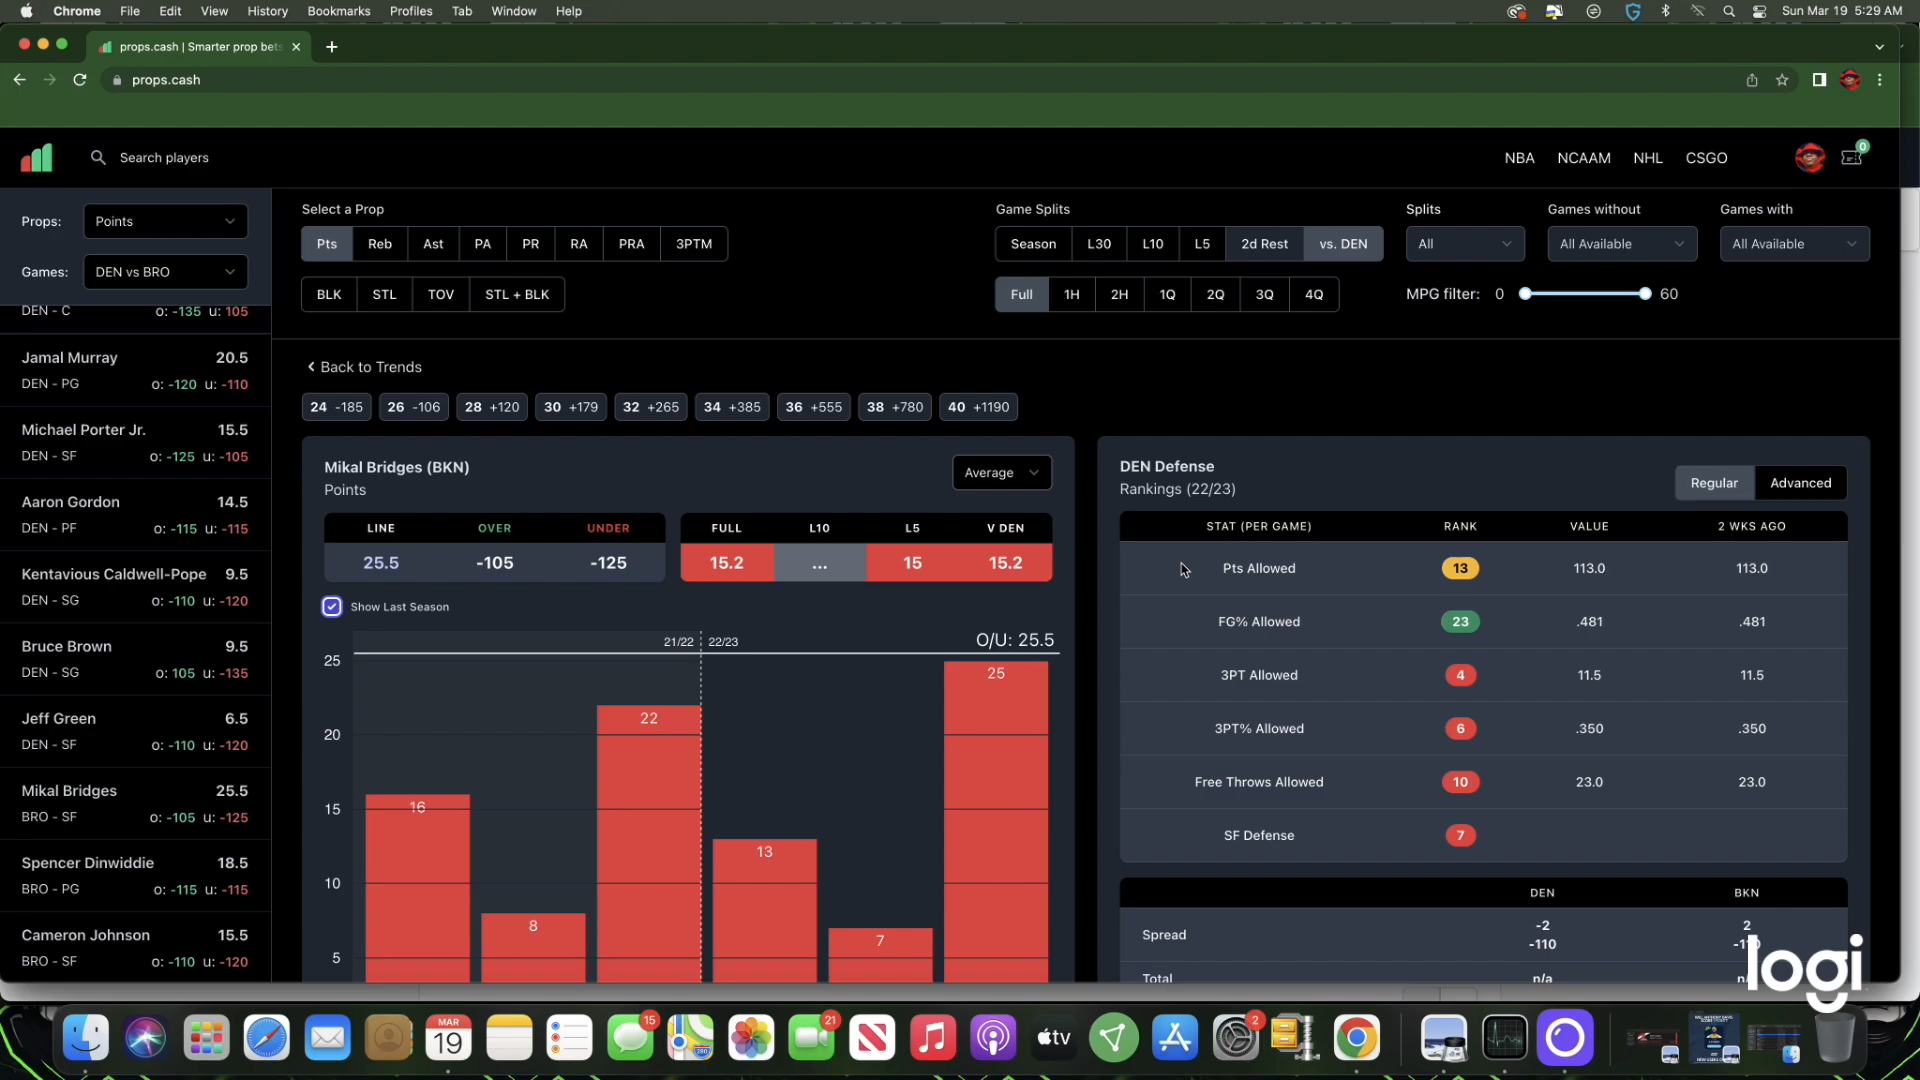 Chrome File Edit View History Bookmarks Profiles Tab Window Help Sun Mar 19 5:29 AM
props.cash | Smarter prop bets
props.cash
Search players NBA NCAAM NHL CSGO 0
Props: Points
Games: DEN vs BRO
Select a Prop
Pts Reb Ast PA PR RA PRA 3PTM
BLK STL TOV STL + BLK
Game Splits
Season L30 L10 L5 2d Rest vs. DEN
Full 1H 2H 1Q 2Q 3Q 4Q
Splits
All
Games without
All Available
Games with
All Available
MPG filter: 0 60
DEN - C o: -135 u: 105
Jamal Murray 20.5
DEN - PG o: -120 u: -110
Michael Porter Jr. 15.5
DEN - SF o: -125 u: -105
Aaron Gordon 14.5
DEN - PF o: -115 u: -115
Kentavious Caldwell-Pope 9.5
DEN - SG o: -110 u: -120
Bruce Brown 9.5
DEN - SG o: 105 u: -135
Jeff Green 6.5
DEN - SF o: -110 u: -120
Mikal Bridges 25.5
BRO - SF o: -105 u: -125
Spencer Dinwiddie 18.5
BRO - PG o: -115 u: -115
Cameron Johnson 15.5
BRO - SF o: -110 u: -120
Back to Trends
24 -185 26 -106 28 +120 30 +179 32 +265 34 +385 36 +555 38 +780 40 +1190
Mikal Bridges (BKN)
Points
Average
LINE OVER UNDER FULL L10 L5 V DEN
25.5 -105 -125 15.2 ... 15 15.2
Show Last Season
21/22 22/23 O/U: 25.5
25
20
15
10
5
16 8 22 13 7 25
DEN Defense
Rankings (22/23)
Regular Advanced
STAT (PER GAME) RANK VALUE 2 WKS AGO
Pts Allowed 13 113.0 113.0
FG% Allowed 23 .481 .481
3PT Allowed 4 11.5 11.5
3PT% Allowed 6 .350 .350
Free Throws Allowed 10 23.0 23.0
SF Defense 7
DEN BKN
Spread -2 2
-110
Total n/a
logi
MAR
19
15
21
tv
2